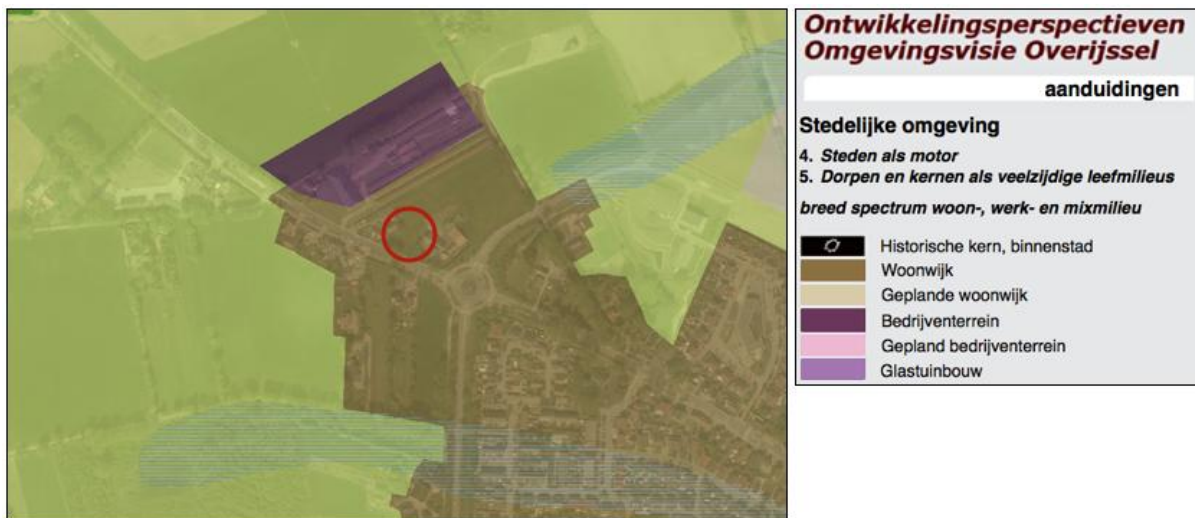 Ontwikkelingsperspectieven
Omgevingsvisie Overijssel
aanduidingen
Stedelijke omgeving
4. Steden als motor
5. Dorpen en kernen als veelzijdige leefmilieus
breed spectrum woon-, werk- en mixmilieu
Historische kern, binnenstad
Woonwijk
Geplande woonwijk
Bedrijventerrein
Gepland bedrijventerrein
Glastuinbouw